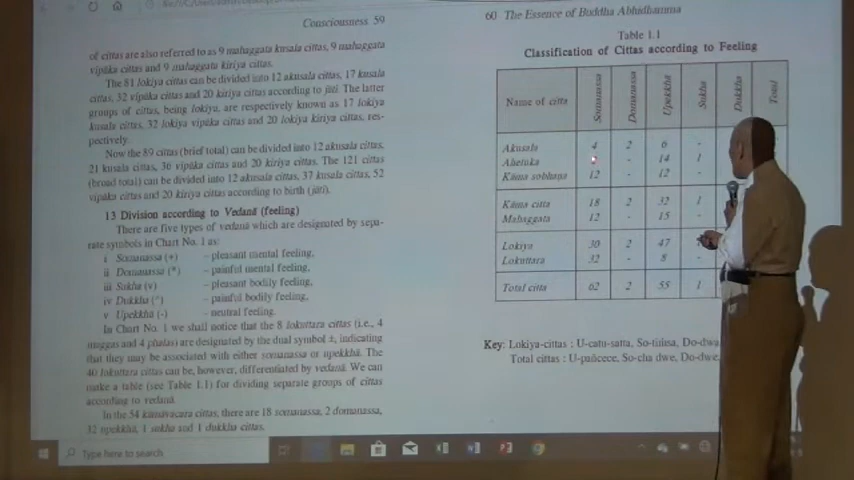 Consciousness 59
of cittas are also referred to as 9 mahaggata kusala cittas, 9 mahaggata
vipāka cittas and 9 mahaggata kiriya cittas.
The 81 lokiya cittas can be divided into 12 akusala cittas, 17 kusala
cittas, 52 vipāka cittas and 20 kiriya cittas according to jāti. The latter
groups of cittas, being lokiya, are respectively known as 17 lokiya
kusala cittas, 32 lokiya vipāka cittas and 20 lokiya kiriya cittas, res-
pectively.
Now the 89 cittas (brief total) can be divided into 12 akusala cittas,
21 kusala cittas, 36 vipāka cittas and 20 kiriya cittas. The 121 cittas
(broad total) can be divided into 12 akusala cittas, 37 kusala cittas, 52
vipāka cittas and 20 kiriya cittas according to birth (jāti).
13 Division according to Vedanā (feeling)
There are five types of vedanā which are designated by sepa-
rate symbols in Chart No. 1 as:
i Somanassa (+) – pleasant mental feeling,
ii Domanassa (*) – painful mental feeling,
iii Sukha (v) – pleasant bodily feeling,
iv Dukkha (^) – painful bodily feeling,
v Upekkhā (-) – neutral feeling.
In Chart No. 1 we shall notice that the 8 lokuttara cittas (i.e., 4
maggas and 4 phalas) are designated by the dual symbol ±, indicating
that they may be associated with either somanassa or upekkhā. The
40 lokuttara cittas can be, however, differentiated by vedanā. We can
make a table (see Table 1.1) for dividing separate groups of cittas
according to vedanā.
In the 54 kāmāvacara cittas, there are 18 somanassa, 2 domanassa,
32 upekkhā, 1 sukha and 1 dukkha cittas.
60 The Essence of Buddha Abhidhamma
Table 1.1
Classification of Cittas according to Feeling
Name of citta Somanassa Domanassa Upekkhā Sukha Dukkha Total
Akusala 4 2 6 -
Ahetuka - 14 1
Kāma sobhana 12 - 12 -
Kāma citta 18 2 32 1
Mahaggata 12 - 15 -
Lokiya 30 2 47
Lokuttara 32 - 8 -
Total citta 62 2 55 1
Key: Lokiya-cittas : U-catu-satta, So-tiṁsa, Do-dwa
Total cittas : U-pañcece, So-cha dwe, Do-dwe,
Type here to search